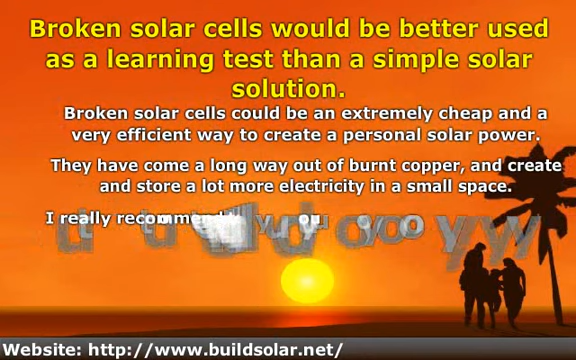 Broken solar cells would be better used
as a learning test than a simple solar
solution.
Broken solar cells could be an extremely cheap and a
very efficient way to create a personal solar power.
They have come a long way out of burnt copper, and create
and store a lot more electricity in a small space.
I really recommend
Website: http://www.buildsolar.net/